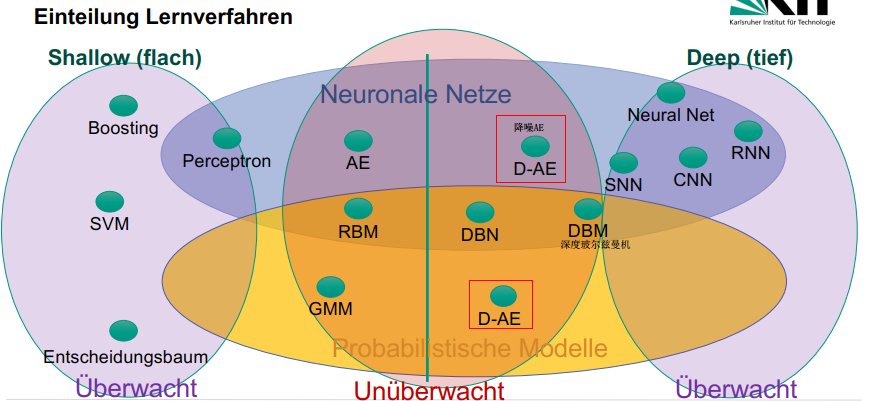 Einteilung Lernverfahren
KIT
Karlsruher Institut für Technologie
Shallow (flach)
Deep (tief)
Neuronale Netze
Boosting
Perceptron
AE
降噪AE
D-AE
Neural Net
RNN
SNN
CNN
SVM
RBM
DBN
DBM
深度玻尔兹曼机
GMM
D-AE
Entscheidungsbaum
Probabilistische Modelle
Überwacht
Unüberwacht
Überwacht